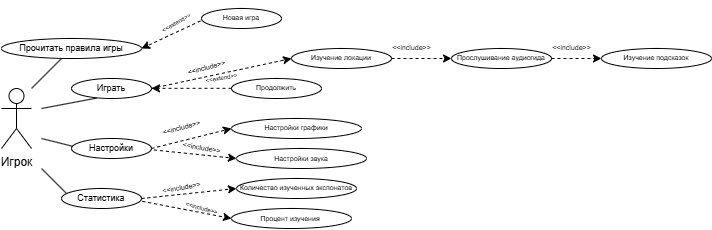 Новая игра
<<extend>>
Прочитать правила игры
<<include>>
Изучение локации
<<include>>
Прослушивание аудиогида
<<include>>
Изучение подсказок
<<extend>>
Играть
Продолжить
<<include>>
Настройки графики
Настройки
<<include>>
Настройки звука
Игрок
<<include>>
Количество изученных экспонатов
Статистика
<<include>>
Процент изучения